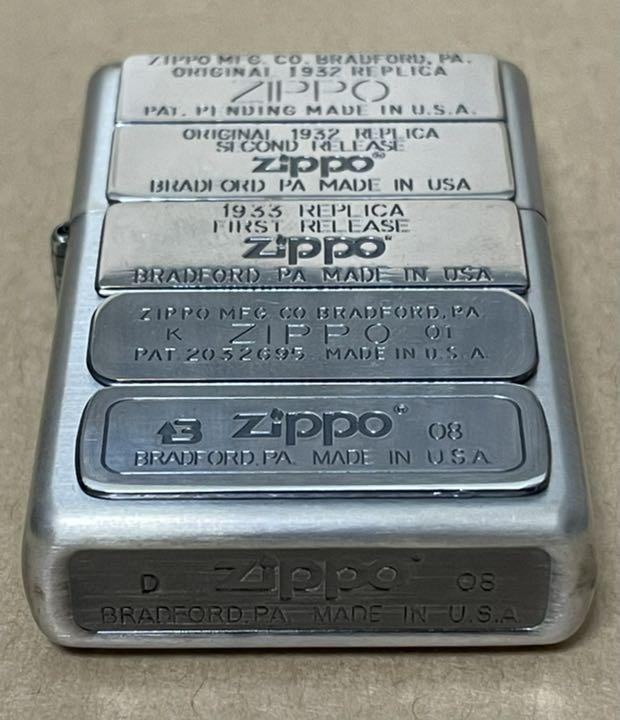 ZIPPO MFG. CO. BRADFORD, PA.
ORIGINAL 1932 REPLICA
ZIPPO
PAT. PENDING MADE IN U.S.A.
ORIGINAL 1932 REPLICA
SECOND RELEASE
zippo®
BRADFORD PA MADE IN USA
1933 REPLICA
FIRST RELEASE
zippo
BRADFORD, PA MADE IN USA
ZIPPO MFG. CO BRADFORD, PA
K ZIPPO 01
PAT. 2032695 MADE IN U.S.A.
3 zippo® 08
BRADFORD, PA. MADE IN U.S.A
D zippo 08
BRADFORD, PA. MADE IN U.S.A